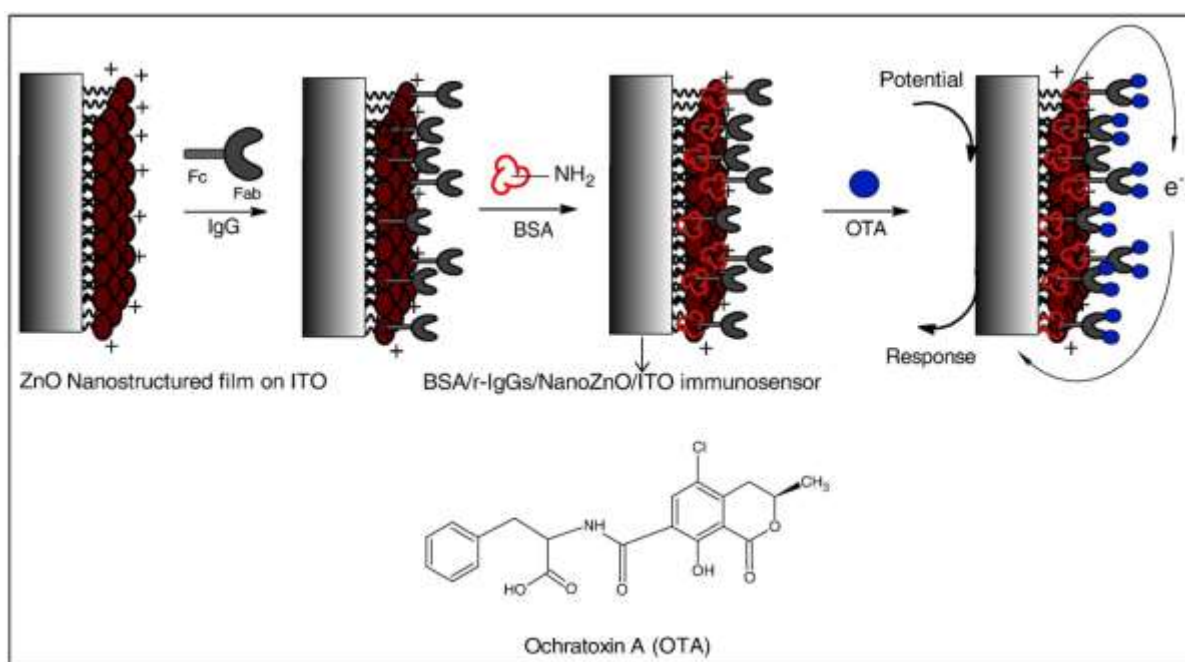 Fc
Fab
IgG
NH2
BSA
OTA
Potential
e-
Response
ZnO Nanostructured film on ITO
BSA/r-IgGs/NanoZnO/ITO immunosensor
Cl
CH3
NH
O
HO
O
O
OH
O
Ochratoxin A (OTA)